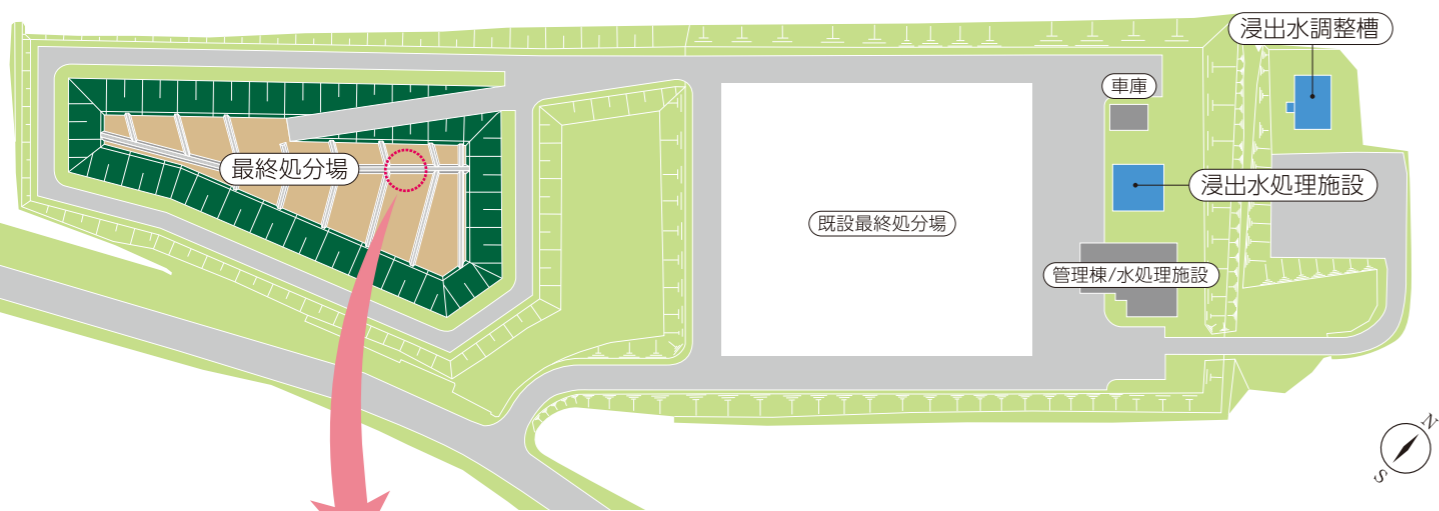 浸出水調整槽
車庫
最終処分場
浸出水処理施設
既設最終処分場
管理棟/水処理施設
N
S